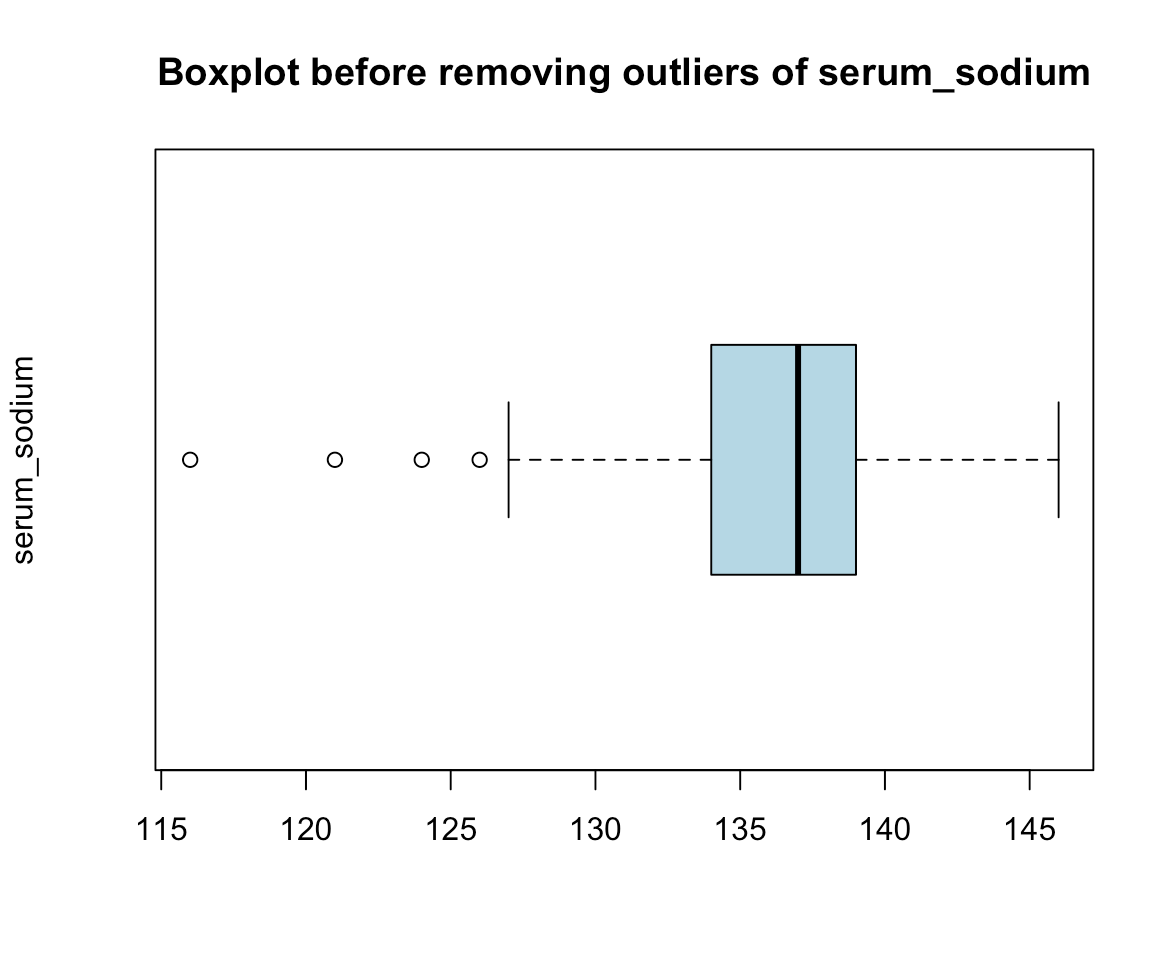 Boxplot before removing outliers of serum_sodium
serum_sodium
115 120 125 130 135 140 145